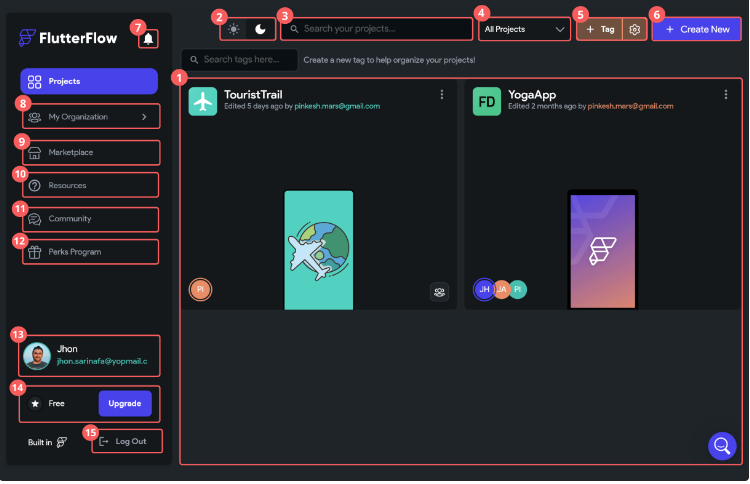 7
2
3
4
5
6
FlutterFlow
Search your projects...
All Projects
+ Tag
+ Create New
Search tags here...
Create a new tag to help organize your projects!
Projects
1
TouristTrail
Edited 5 days ago by pinkesh.mars@gmail.com
FD
YogaApp
Edited 2 months ago by pinkesh.mars@gmail.com
8
My Organization
9
Marketplace
10
Resources
11
Community
12
Perks Program
PI
JH
JA
PI
13
Jhon
jhon.sarinafa@yopmail.c
14
Free
Upgrade
15
Built in
Log Out